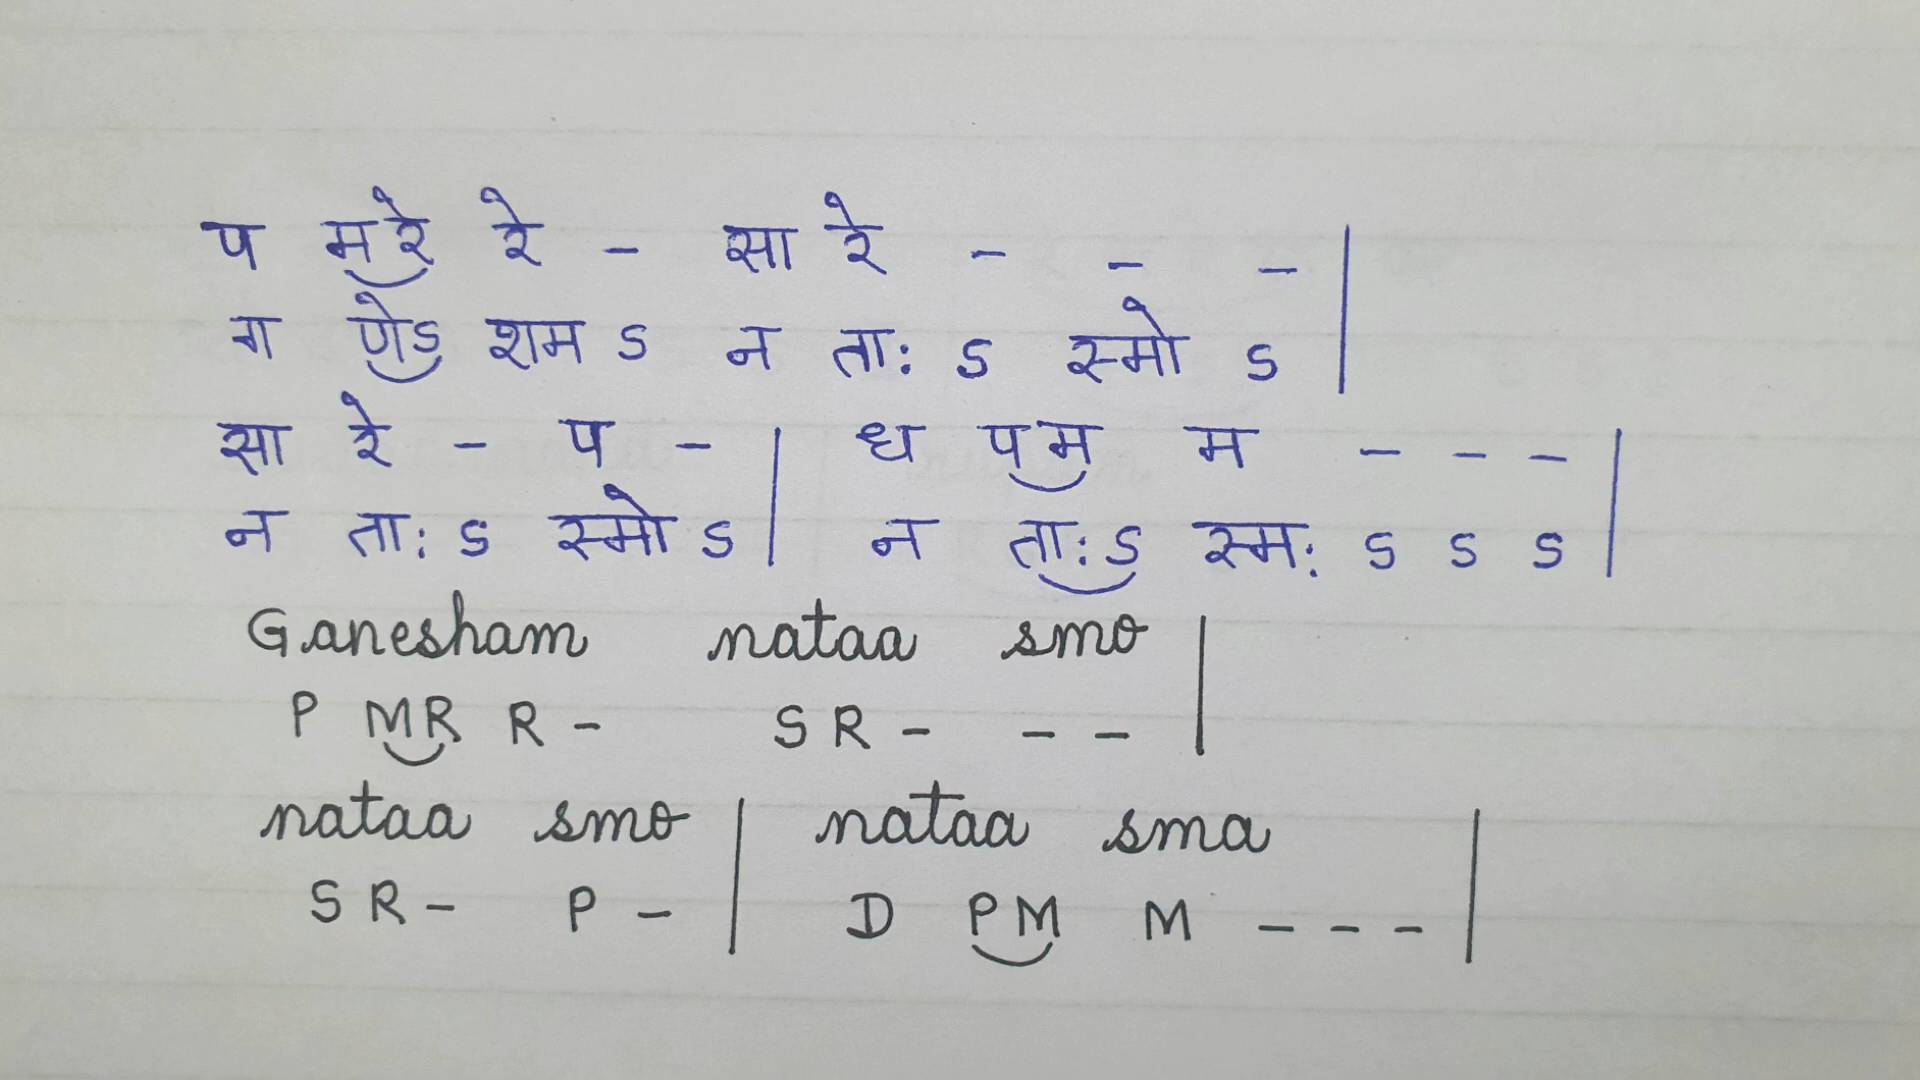 प मरे रे - सा रे - - - |
ग णेऽ शम ऽ न ताः ऽ स्मो ऽ |
सा रे - प - | ध पम म - - - |
न ताः ऽ स्मो ऽ | न ताःऽ स्मः ऽ ऽ ऽ |
Ganesham nataa smo |
P MR R - SR - - - |
nataa smo | nataa sma
SR - P - | D PM M - - - |